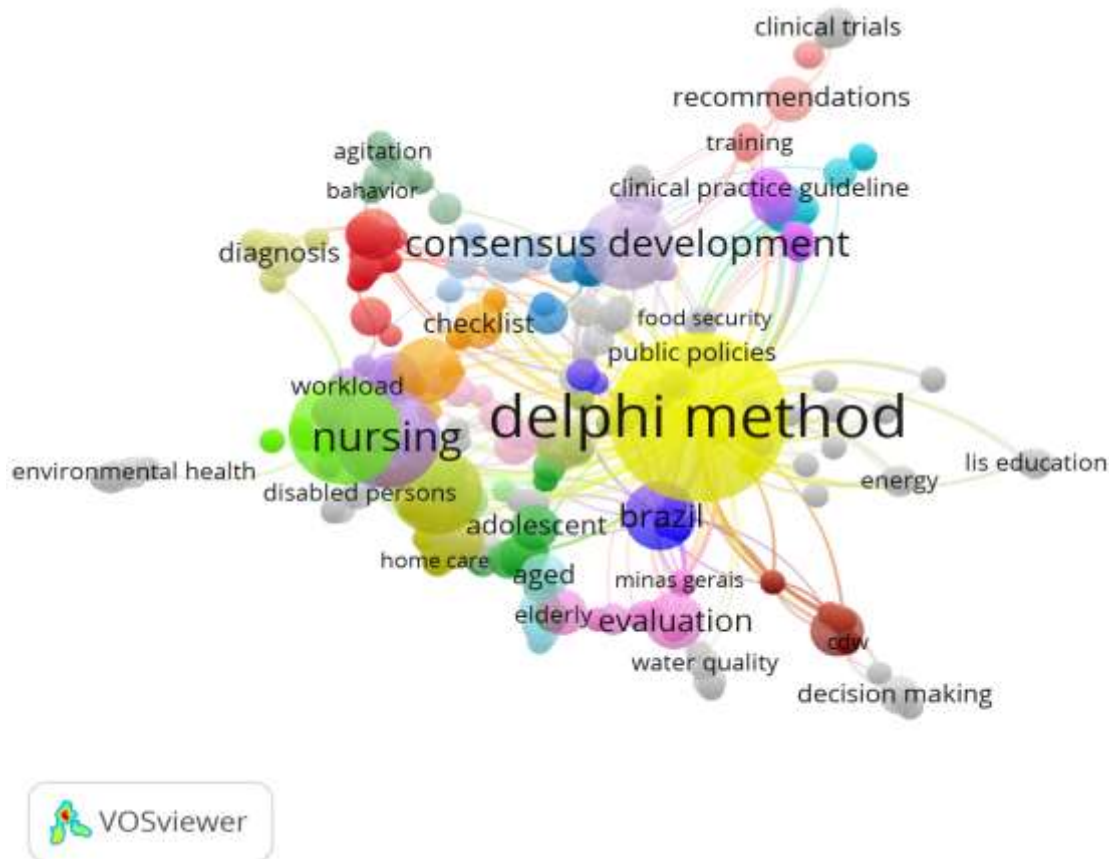 clinical trials
recommendations
training
agitation
bahavior
clinical practice guideline
consensus development
diagnosis
food security
checklist
public policies
workload
delphi method
nursing
environmental health
lis education
energy
disabled persons
brazil
adolescent
home care
aged
minas gerais
elderly
evaluation
cdw
water quality
decision making
VOSviewer